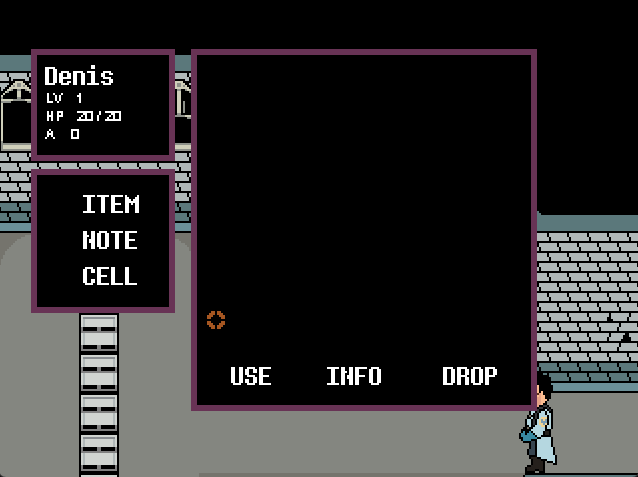 Denis
LV 1
HP 20/20
A 0
ITEM
NOTE
CELL
USE INFO DROP